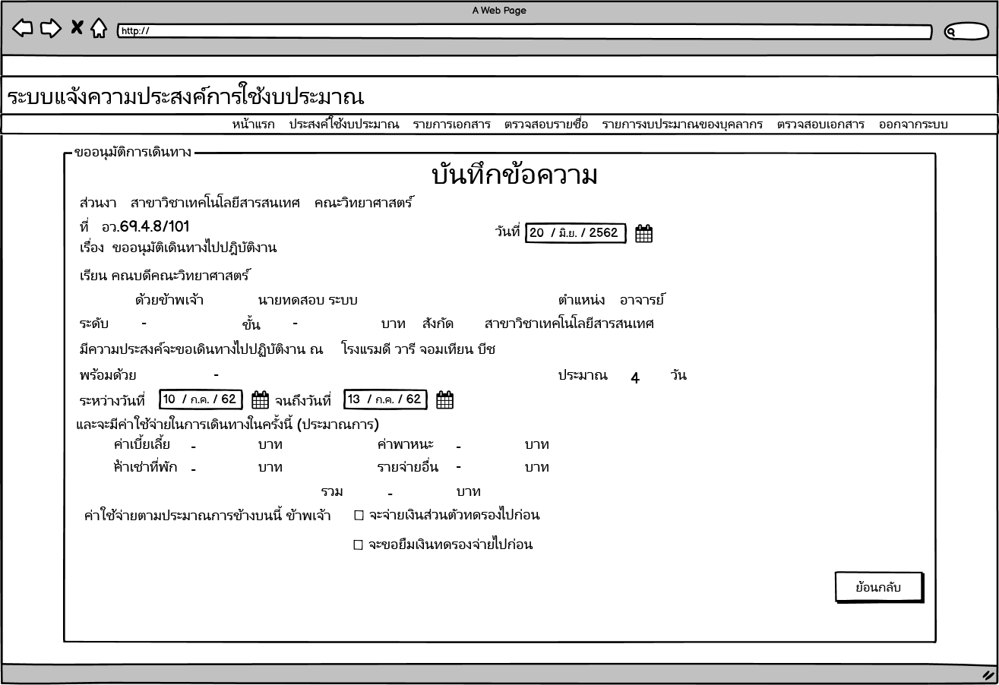 A Web Page
http://
ระบบแจ้งความประสงค์การใช้งบประมาณ
หน้าแรก ประสงค์ใช้งบประมาณ รายการเอกสาร ตรวจสอบรายชื่อ รายการงบประมาณของบุคลากร ตรวจสอบเอกสาร ออกจากระบบ
ขออนุมัติการเดินทาง
บันทึกข้อความ
ส่วนงา สาขาวิชาเทคโนโลยีสารสนเทศ คณะวิทยาศาสตร์
ที่ อว.69.4.8/101 วันที่ 20 / มิ.ย. / 2562
เรื่อง ขออนุมัติเดินทางไปปฎิบัติงาน
เรียน คณบดีคณะวิทยาศาสตร์
ด้วยข้าพเจ้า นายทดสอบ ระบบ ตำแหน่ง อาจารย์
ระดับ - ขั้น - บาท สังกัด สาขาวิชาเทคโนโลยีสารสนเทศ
มีความประสงค์จะขอเดินทางไปปฏิบัติงาน ณ โรงแรมดี วารี จอมเทียน บีช
พร้อมด้วย - ประมาณ 4 วัน
ระหว่างวันที่ 10 / ก.ค. / 62 จนถึงวันที่ 13 / ก.ค. / 62
และจะมีค่าใช้จ่ายในการเดินทางในครั้งนี้ (ประมาณการ)
ค่าเบี้ยเลี้ย - บาท ค่าพาหนะ - บาท
ค้าเช่าที่พัก - บาท รายจ่ายอื่น - บาท
รวม - บาท
ค่าใช้จ่ายตามประมาณการข้างบนนี้ ข้าพเจ้า จะจ่ายเงินส่วนตัวทดรองไปก่อน
จะขอยืมเงินทดรองจ่ายไปก่อน
ย้อนกลับ